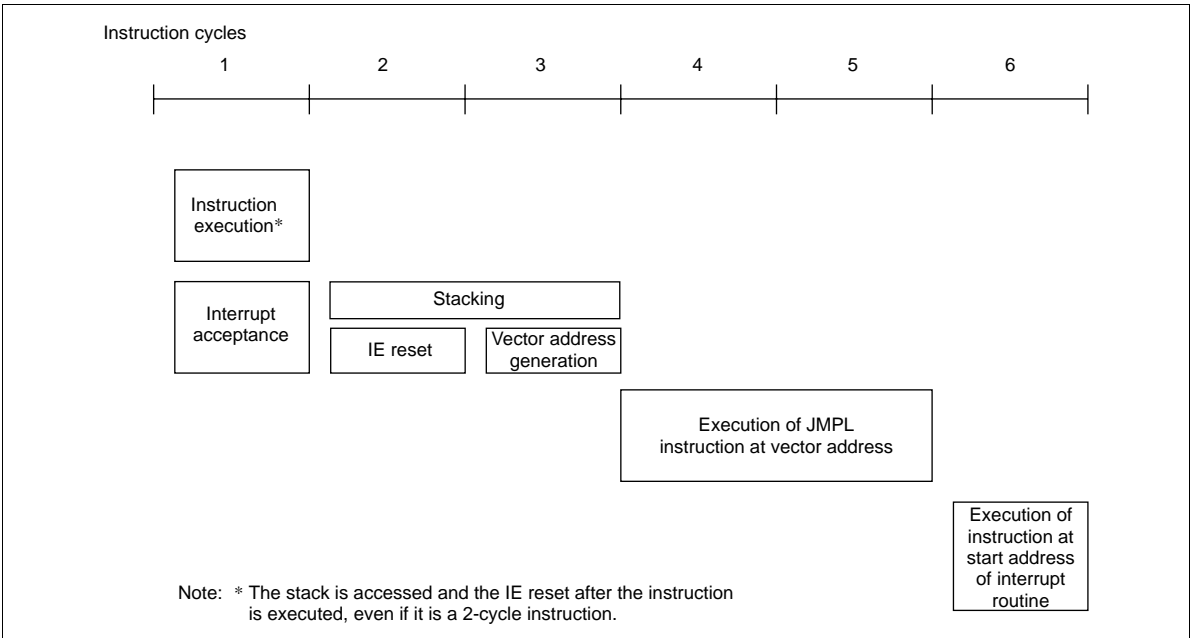 Instruction cycles
1 2 3 4 5 6
Instruction
execution*
Interrupt
acceptance
Stacking
IE reset
Vector address
generation
Execution of JMPL
instruction at vector address
Execution of
instruction at
start address
of interrupt
routine
Note: * The stack is accessed and the IE reset after the instruction
is executed, even if it is a 2-cycle instruction.